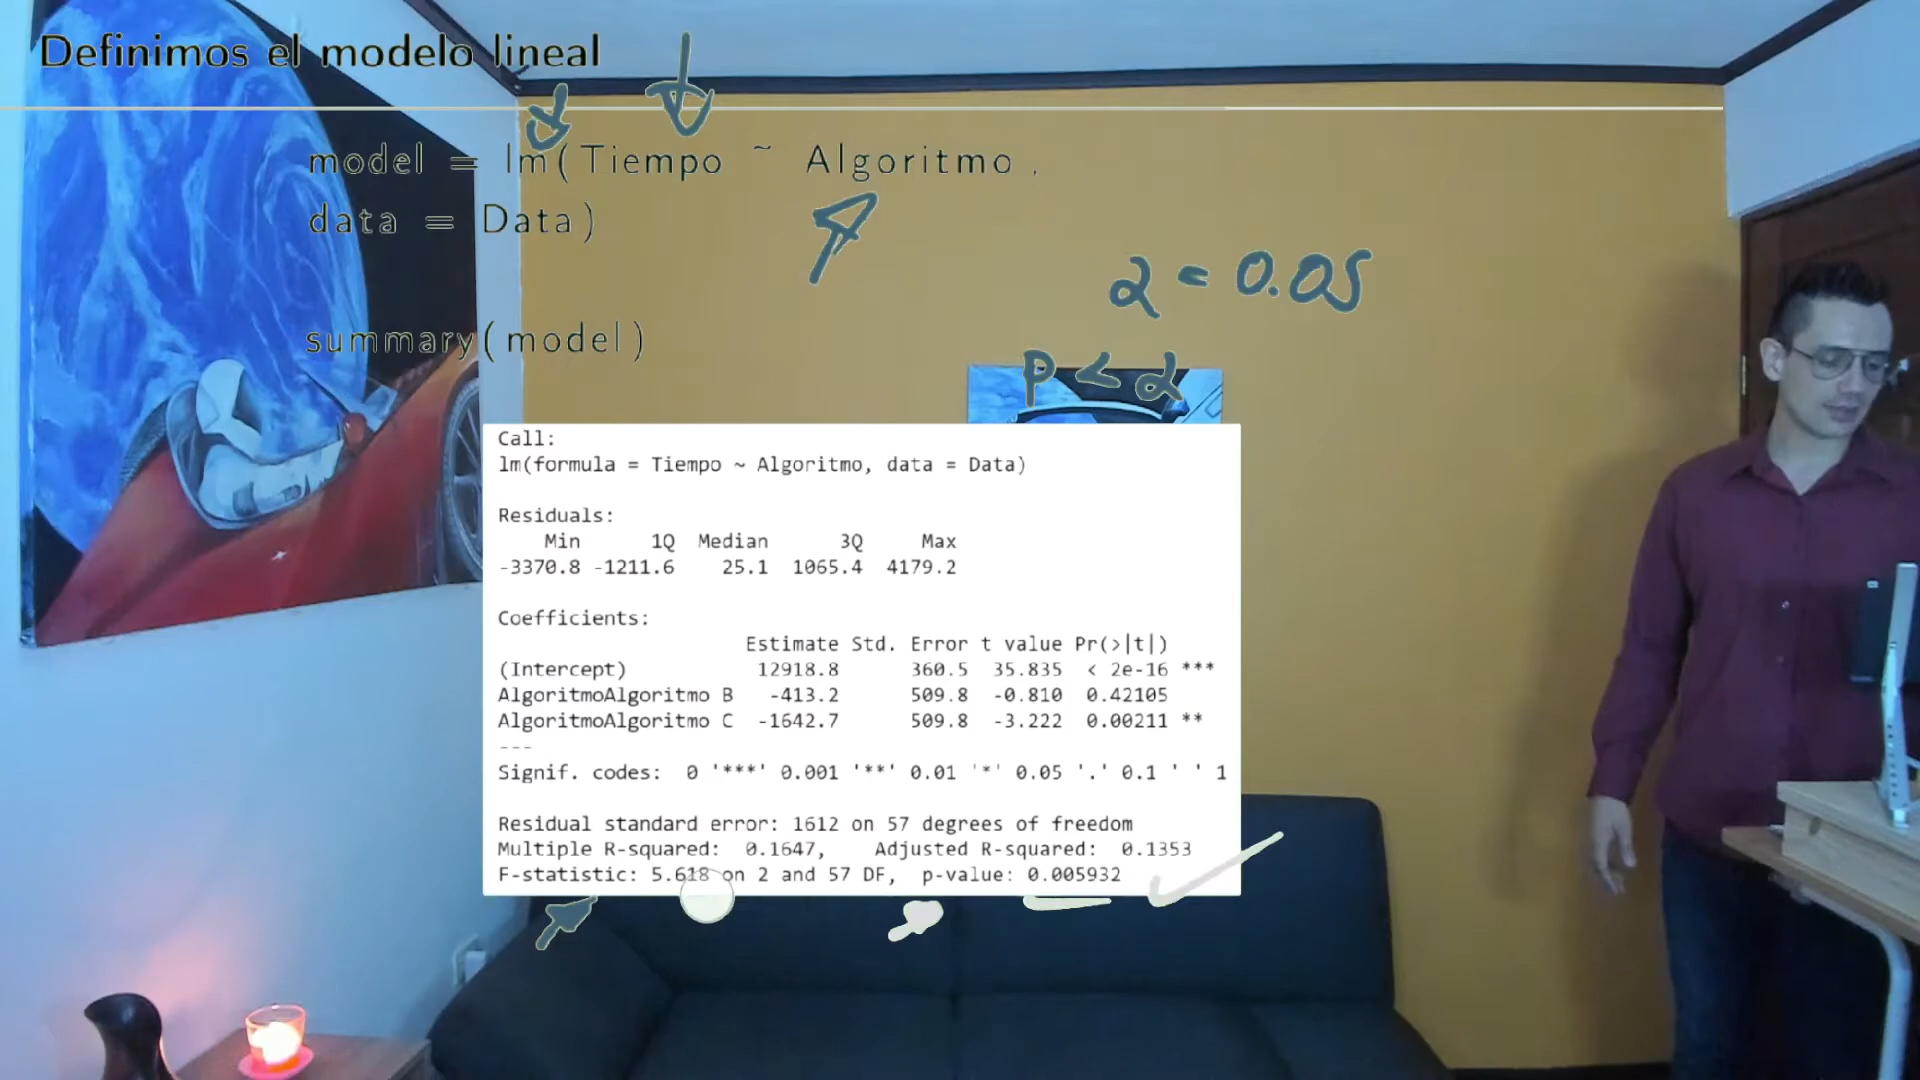 Definimos el modelo lineal
model = lm(Tiempo ~ Algoritmo,
data = Data)
α = 0.05
summary(model)
p < α
Call:
lm(formula = Tiempo ~ Algoritmo, data = Data)
Residuals:
Min 1Q Median 3Q Max
-3370.8 -1211.6 25.1 1065.4 4179.2
Coefficients:
Estimate Std. Error t value Pr(>|t|)
(Intercept) 12918.8 360.5 35.835 < 2e-16 ***
AlgoritmoAlgoritmo B -413.2 509.8 -0.810 0.42105
AlgoritmoAlgoritmo C -1642.7 509.8 -3.222 0.00211 **
---
Signif. codes: 0 '***' 0.001 '**' 0.01 '*' 0.05 '.' 0.1 ' ' 1
Residual standard error: 1612 on 57 degrees of freedom
Multiple R-squared: 0.1647, Adjusted R-squared: 0.1353
F-statistic: 5.618 on 2 and 57 DF, p-value: 0.005932